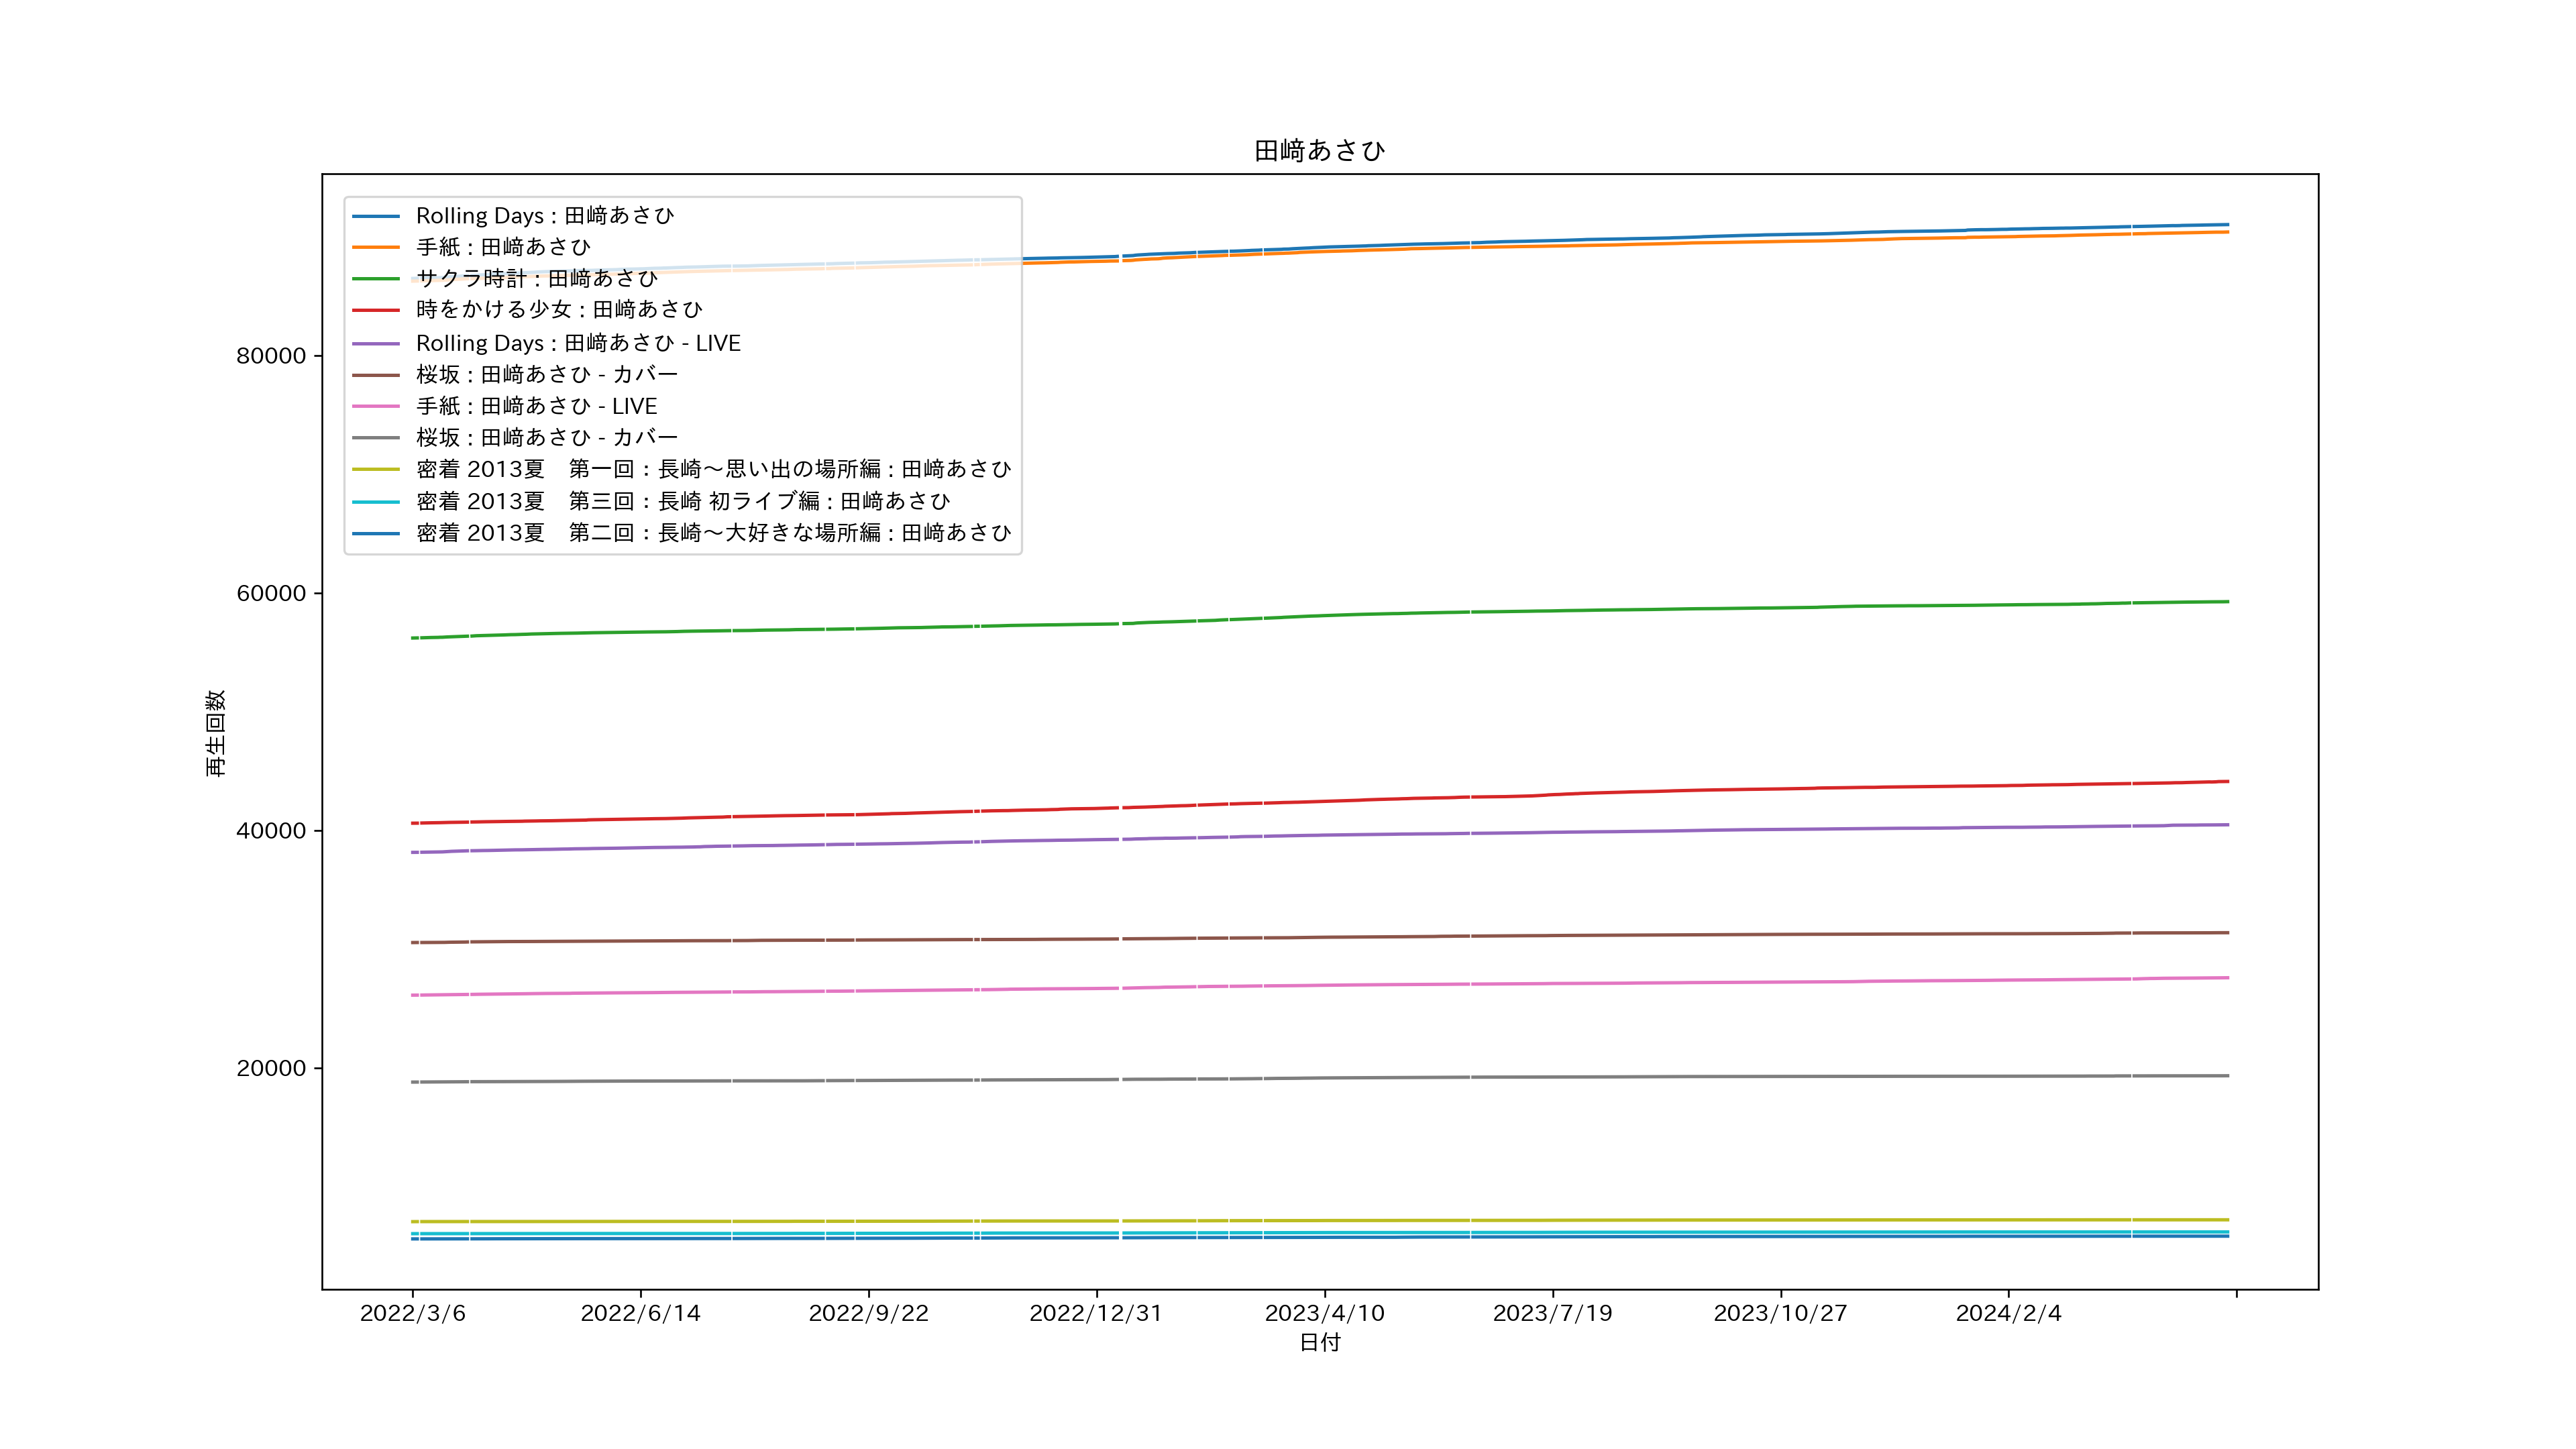 田﨑あさひ
Rolling Days : 田﨑あさひ
手紙 : 田﨑あさひ
サクラ時計 : 田﨑あさひ
時をかける少女 : 田﨑あさひ
Rolling Days : 田﨑あさひ - LIVE
桜坂 : 田﨑あさひ - カバー
手紙 : 田﨑あさひ - LIVE
桜坂 : 田﨑あさひ - カバー
密着 2013夏　第一回：長崎〜思い出の場所編 : 田﨑あさひ
密着 2013夏　第三回：長崎 初ライブ編 : 田﨑あさひ
密着 2013夏　第二回：長崎〜大好きな場所編 : 田﨑あさひ
80000
60000
40000
20000
再生回数
2022/3/6
2022/6/14
2022/9/22
2022/12/31
2023/4/10
2023/7/19
2023/10/27
2024/2/4
日付